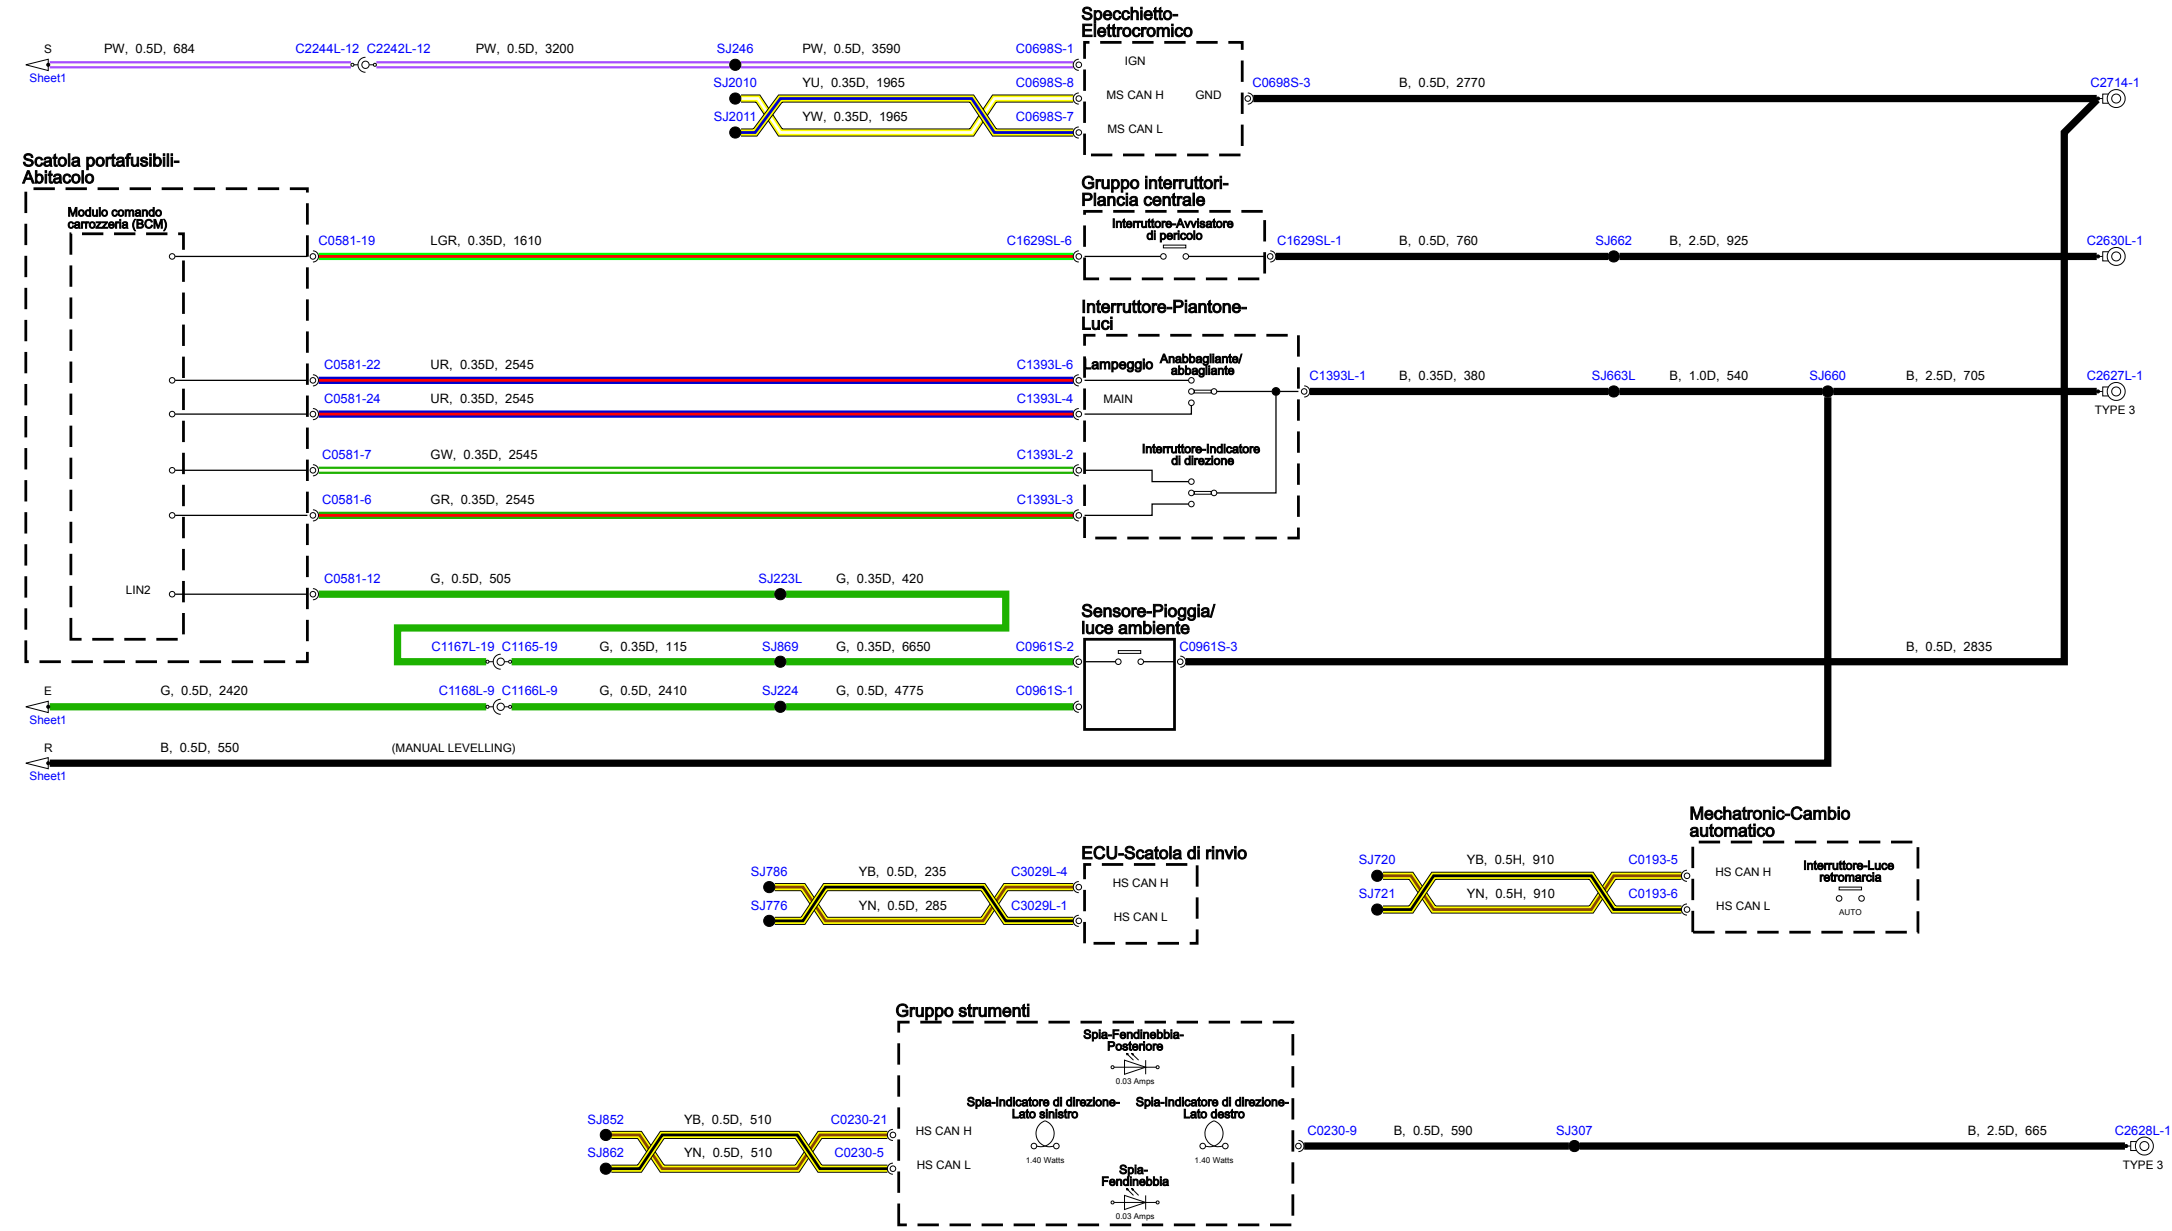 Specchietto-
Elettrocromico
S PW, 0.5D, 684 C2244L-12 C2242L-12 PW, 0.5D, 3200 SJ246 PW, 0.5D, 3590 C0698S-1
Sheet1
IGN
SJ2010 YU, 0.35D, 1965 C0698S-8
MS CAN H GND
C0698S-3 B, 0.5D, 2770 C2714-1
SJ2011 YW, 0.35D, 1965 C0698S-7
MS CAN L
Scatola portafusibili-
Abitacolo
Modulo comando
carrozzeria (BCM)
Gruppo interruttori-
Plancia centrale
Interruttore-Avvisatore
di pericolo
C0581-19 LGR, 0.35D, 1610 C1629SL-6
C1629SL-1 B, 0.5D, 760 SJ662 B, 2.5D, 925 C2630L-1
Interruttore-Piantone-
Luci
C0581-22 UR, 0.35D, 2545 C1393L-6
Lampeggio
Anabbagliante/
abbagliante
C1393L-1 B, 0.35D, 380 SJ663L B, 1.0D, 540 SJ660 B, 2.5D, 705 C2627L-1
TYPE 3
C0581-24 UR, 0.35D, 2545 C1393L-4
MAIN
C0581-7 GW, 0.35D, 2545 C1393L-2
Interruttore-Indicatore
di direzione
C0581-6 GR, 0.35D, 2545 C1393L-3
LIN2
C0581-12 G, 0.5D, 505 SJ223L G, 0.35D, 420
Sensore-Pioggia/
luce ambiente
C1167L-19 C1165-19 G, 0.35D, 115 SJ869 G, 0.35D, 6650 C0961S-2
C0961S-3 B, 0.5D, 2835
E G, 0.5D, 2420 C1168L-9 C1166L-9 G, 0.5D, 2410 SJ224 G, 0.5D, 4775 C0961S-1
Sheet1
R B, 0.5D, 550 (MANUAL LEVELLING)
Sheet1
ECU-Scatola di rinvio
SJ786 YB, 0.5D, 235 C3029L-4
HS CAN H
SJ776 YN, 0.5D, 285 C3029L-1
HS CAN L
Mechatronic-Cambio
automatico
SJ720 YB, 0.5H, 910 C0193-5
HS CAN H
Interruttore-Luce
retromarcia
SJ721 YN, 0.5H, 910 C0193-6
HS CAN L
AUTO
Gruppo strumenti
Spia-Fendinebbia-
Posteriore
0.03 Amps
Spia-Indicatore di direzione-
Lato sinistro
1.40 Watts
Spia-Indicatore di direzione-
Lato destro
1.40 Watts
SJ852 YB, 0.5D, 510 C0230-21
HS CAN H
SJ862 YN, 0.5D, 510 C0230-5
HS CAN L
C0230-9 B, 0.5D, 590 SJ307 B, 2.5D, 665 C2628L-1
TYPE 3
Spia-
Fendinebbia
0.03 Amps